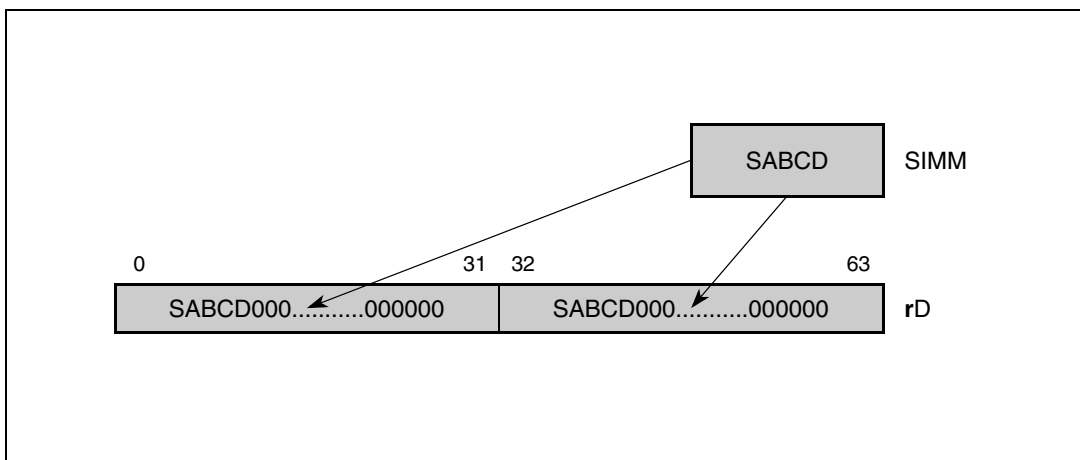 SABCD SIMM
0 31 32 63
SABCD000..........000000 SABCD000..........000000 rD